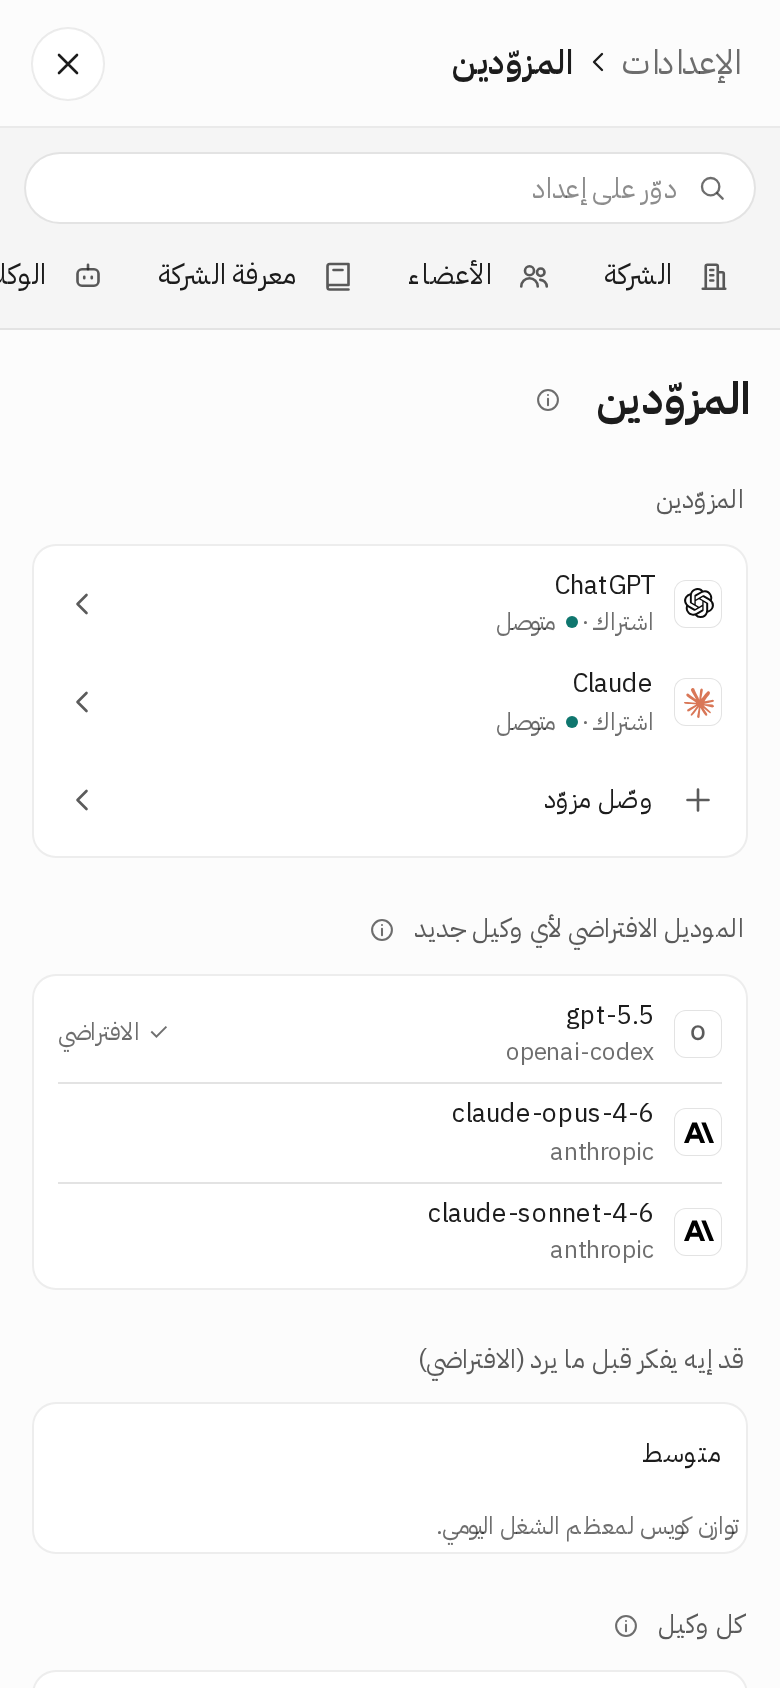 الإعدادات
المزوّدين
دوّر على إعداد
الشركة
الأعضاء
معرفة الشركة
المزوّدين
المزوّدين
ChatGPT
اشتراك · متوصل
Claude
اشتراك · متوصل
وصّل مزوّد
الموديل الافتراضي لأي وكيل جديد
O
gpt-5.5
الافتراضي
openai-codex
claude-opus-4-6
anthropic
claude-sonnet-4-6
anthropic
قد إيه يفكر قبل ما يرد (الافتراضي)
متوسط
توازن كويس لمعظم الشغل اليومي.
كل وكيل